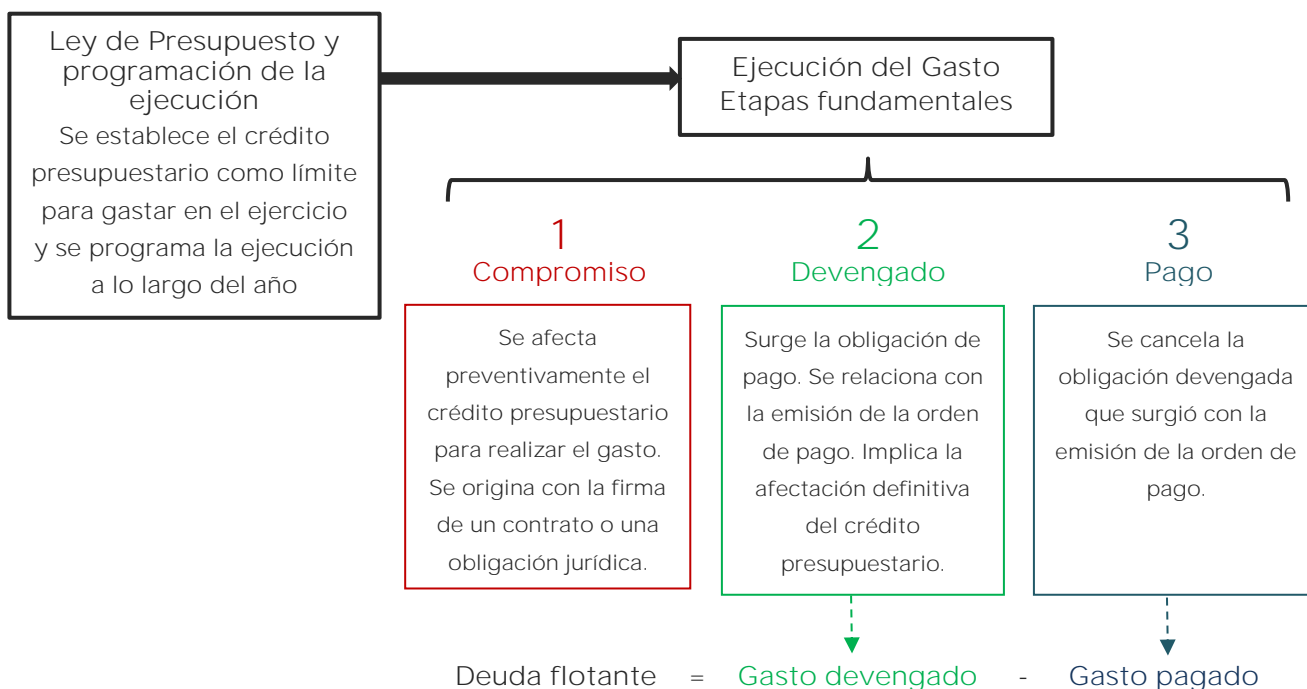 Ley de Presupuesto y
programación de la
ejecución
Se establece el crédito
presupuestario como límite
para gastar en el ejercicio
y se programa la ejecución
a lo largo del año
Ejecución del Gasto
Etapas fundamentales
1
Compromiso
Se afecta
preventivamente el
crédito presupuestario
para realizar el gasto.
Se origina con la firma
de un contrato o una
obligación jurídica.
2
Devengado
Surge la obligación de
pago. Se relaciona con
la emisión de la orden
de pago. Implica la
afectación definitiva
del crédito
presupuestario.
3
Pago
Se cancela la
obligación devengada
que surgió con la
emisión de la orden de
pago.
Deuda flotante = Gasto devengado - Gasto pagado